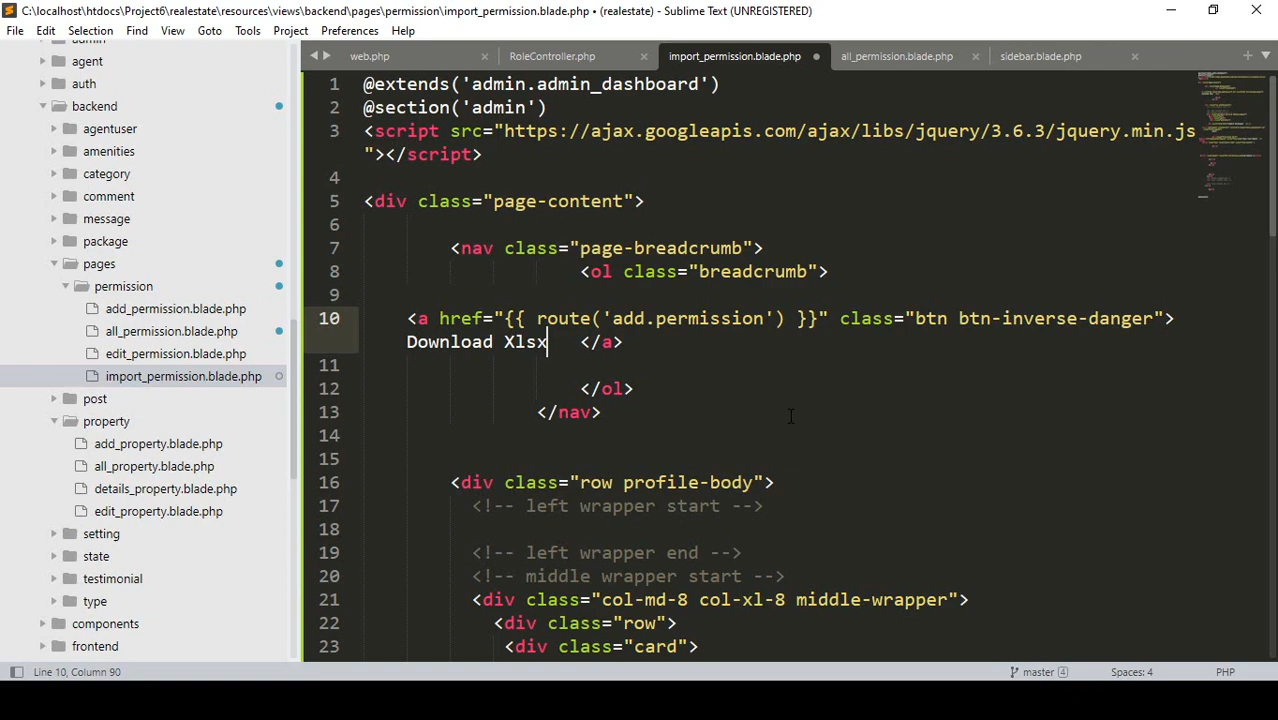 C:\localhost\htdocs\Project6\realestate\resources\views\backend\pages\permission\import_permission.blade.php • (realestate) - Sublime Text (UNREGISTERED)
File Edit Selection Find View Goto Tools Project Preferences Help
web.php RoleController.php import_permission.blade.php all_permission.blade.php sidebar.blade.php
agent
auth
backend
agentuser
amenities
category
comment
message
package
pages
permission
add_permission.blade.php
all_permission.blade.php
edit_permission.blade.php
import_permission.blade.php
post
property
add_property.blade.php
all_property.blade.php
details_property.blade.php
edit_property.blade.php
setting
state
testimonial
type
components
frontend
1 @extends('admin.admin_dashboard')
2 @section('admin')
3 <script src="https://ajax.googleapis.com/ajax/libs/jquery/3.6.3/jquery.min.js
"></script>
4
5 <div class="page-content">
6
7 <nav class="page-breadcrumb">
8 <ol class="breadcrumb">
9
10 <a href="{{ route('add.permission') }}" class="btn btn-inverse-danger">
Download Xlsx </a>
11
12 </ol>
13 </nav>
14
15
16 <div class="row profile-body">
17 <!-- left wrapper start -->
18
19 <!-- left wrapper end -->
20 <!-- middle wrapper start -->
21 <div class="col-md-8 col-xl-8 middle-wrapper">
22 <div class="row">
23 <div class="card">
Line 10, Column 90 master 4 Spaces: 4 PHP